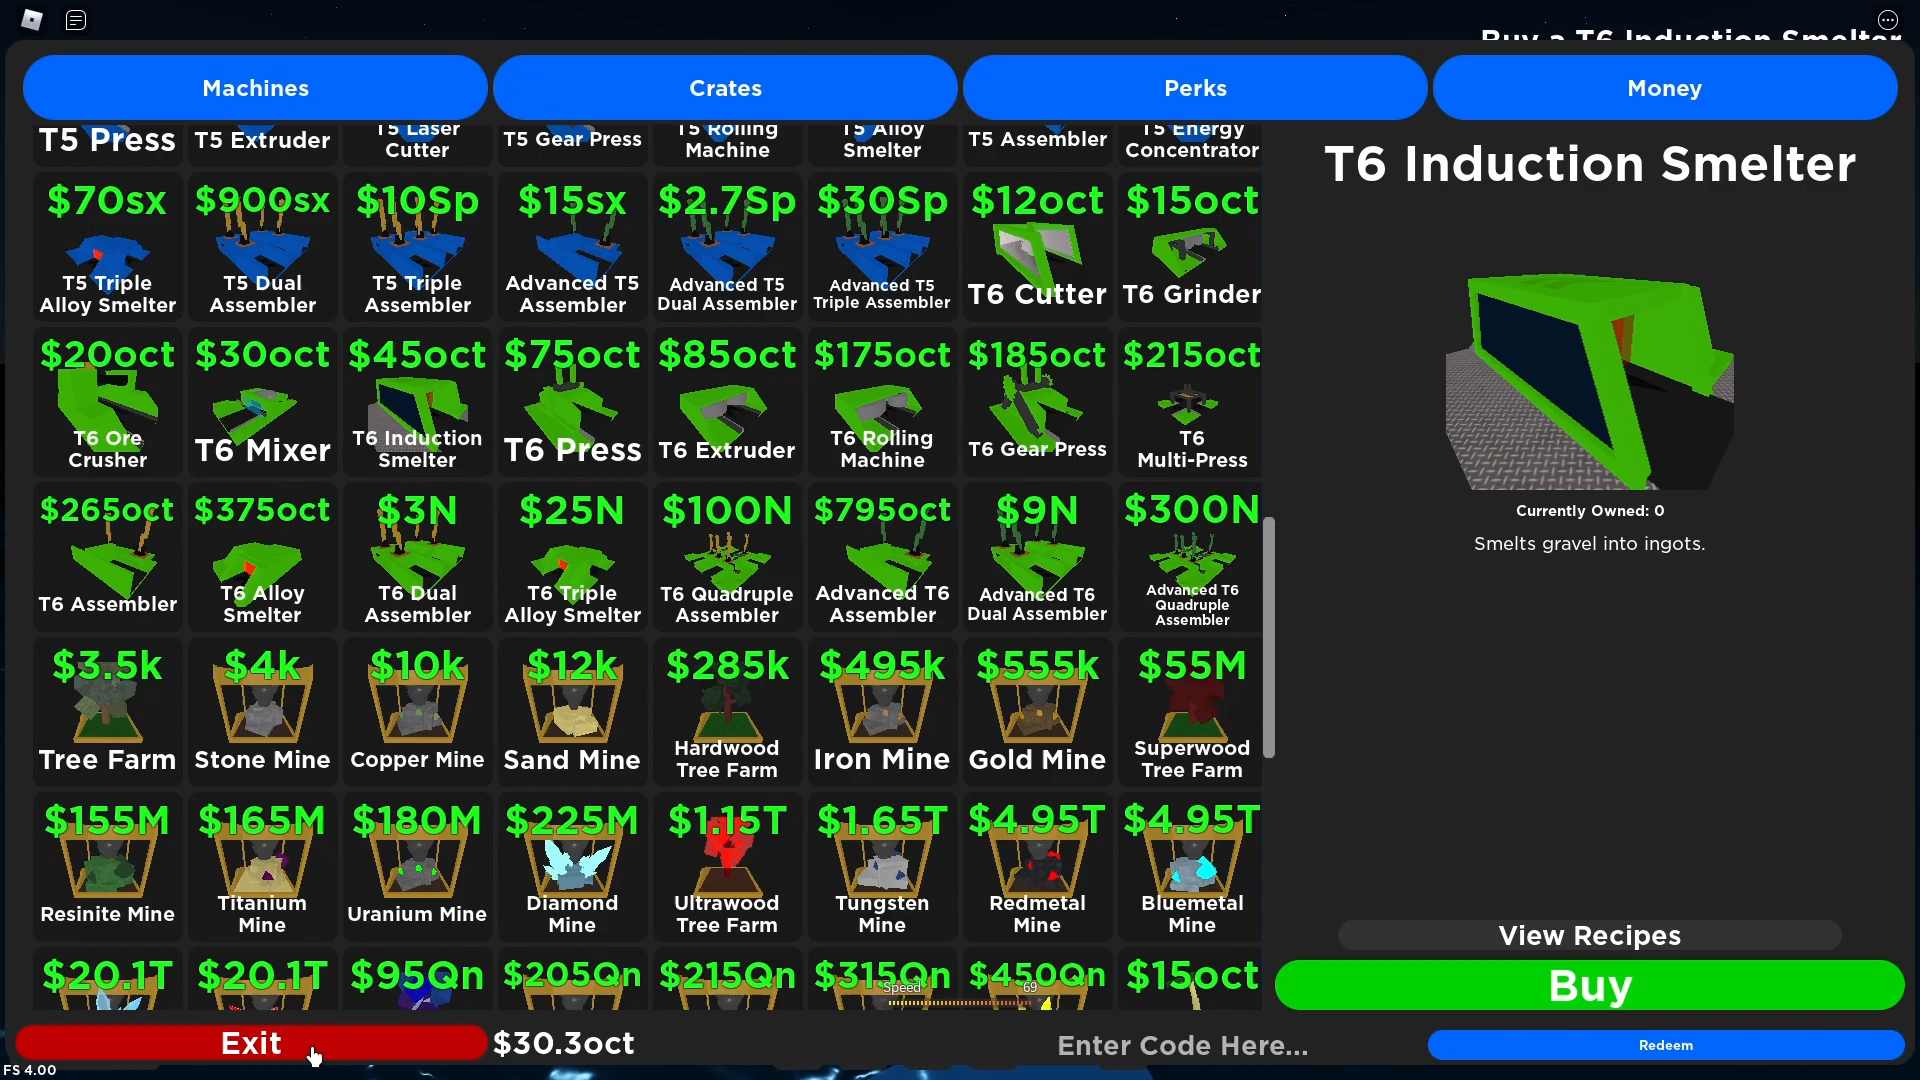 Buy a T6 Induction Smelter
Machines
Crates
Perks
Money
T5 Press
T5 Extruder
T5 Laser
Cutter
T5 Gear Press
T5 Rolling
Machine
T5 Alloy
Smelter
T5 Assembler
T5 Energy
Concentrator
$70sx
T5 Triple
Alloy Smelter
$900sx
T5 Dual
Assembler
$10Sp
T5 Triple
Assembler
$15sx
Advanced T5
Assembler
$2.7Sp
Advanced T5
Dual Assembler
$30Sp
Advanced T5
Triple Assembler
$12oct
T6 Cutter
$15oct
T6 Grinder
$20oct
T6 Ore
Crusher
$30oct
T6 Mixer
$45oct
T6 Induction
Smelter
$75oct
T6 Press
$85oct
T6 Extruder
$175oct
T6 Rolling
Machine
$185oct
T6 Gear Press
$215oct
T6
Multi-Press
$265oct
T6 Assembler
$375oct
T6 Alloy
Smelter
$3N
T6 Dual
Assembler
$25N
T6 Triple
Alloy Smelter
$100N
T6 Quadruple
Assembler
$795oct
Advanced T6
Assembler
$9N
Advanced T6
Dual Assembler
$300N
Advanced T6
Quadruple
Assembler
$3.5k
Tree Farm
$4k
Stone Mine
$10k
Copper Mine
$12k
Sand Mine
$285k
Hardwood
Tree Farm
$495k
Iron Mine
$555k
Gold Mine
$55M
Superwood
Tree Farm
$155M
Resinite Mine
$165M
Titanium
Mine
$180M
Uranium Mine
$225M
Diamond
Mine
$1.15T
Ultrawood
Tree Farm
$1.65T
Tungsten
Mine
$4.95T
Redmetal
Mine
$4.95T
Bluemetal
Mine
$20.1T
$20.1T
$95Qn
$205Qn
$215Qn
$315Qn
$450Qn
$15oct
Speed 69
T6 Induction Smelter
Currently Owned: 0
Smelts gravel into ingots.
View Recipes
Buy
Exit
$30.3oct
Enter Code Here...
Redeem
FS 4.00